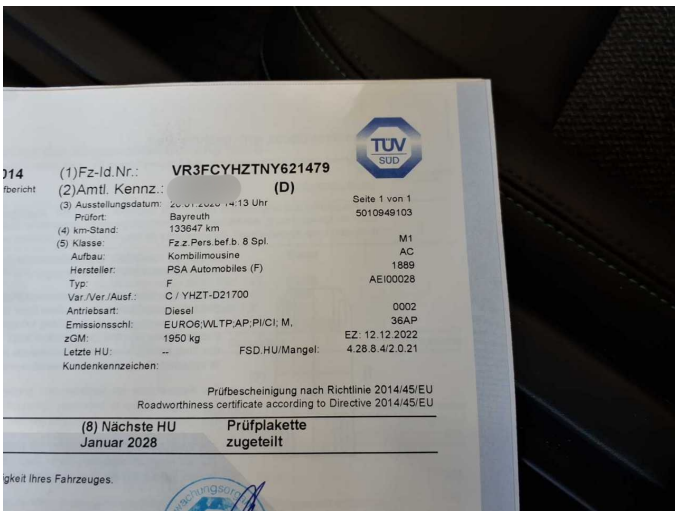 TÜV
SÜD
014 (1)Fz-Id.Nr.: VR3FCYHZTNY621479
fbericht (2)Amtl. Kennz.: (D)
(3) Ausstellungsdatum: 14:13 Uhr Seite 1 von 1
Prüfort: Bayreuth 5010949103
(4) km-Stand: 133647 km
(5) Klasse: Fz.z.Pers.bef.b. 8 Spl. M1
Aufbau: Kombilimousine AC
Hersteller: PSA Automobiles (F) 1889
Typ: F AEI00028
Var./Ver./Ausf.: C / YHZT-D21700
Antriebsart: Diesel 0002
Emissionsschl: EURO6;WLTP;AP;PI/CI; M, 36AP
zGM: 1950 kg EZ: 12.12.2022
Letzte HU: -- FSD.HU/Mangel: 4.28.8.4/2.0.21
Kundenkennzeichen:
Prüfbescheinigung nach Richtlinie 2014/45/EU
Roadworthiness certificate according to Directive 2014/45/EU
(8) Nächste HU Prüfplakette
Januar 2028 zugeteilt
igkeit Ihres Fahrzeuges.